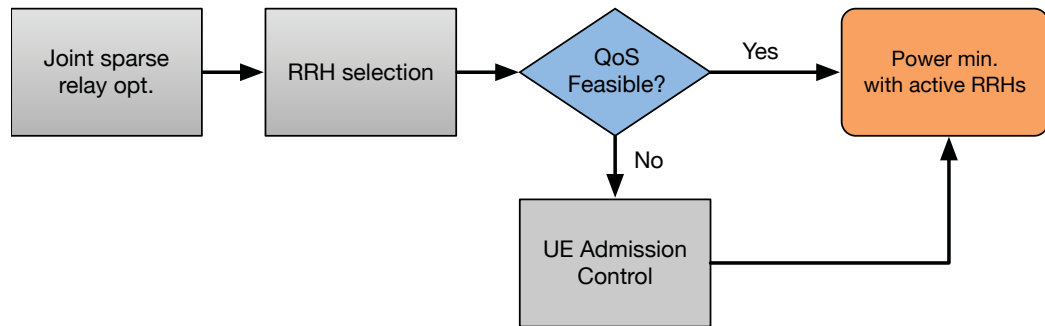 Joint sparse
relay opt.
RRH selection
QoS
Feasible?
Yes
Power min.
with active RRHs
No
UE Admission
Control